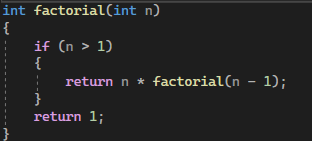 int factorial(int n)
{
    if (n > 1)
    {
        return n * factorial(n - 1);
    }
    return 1;
}